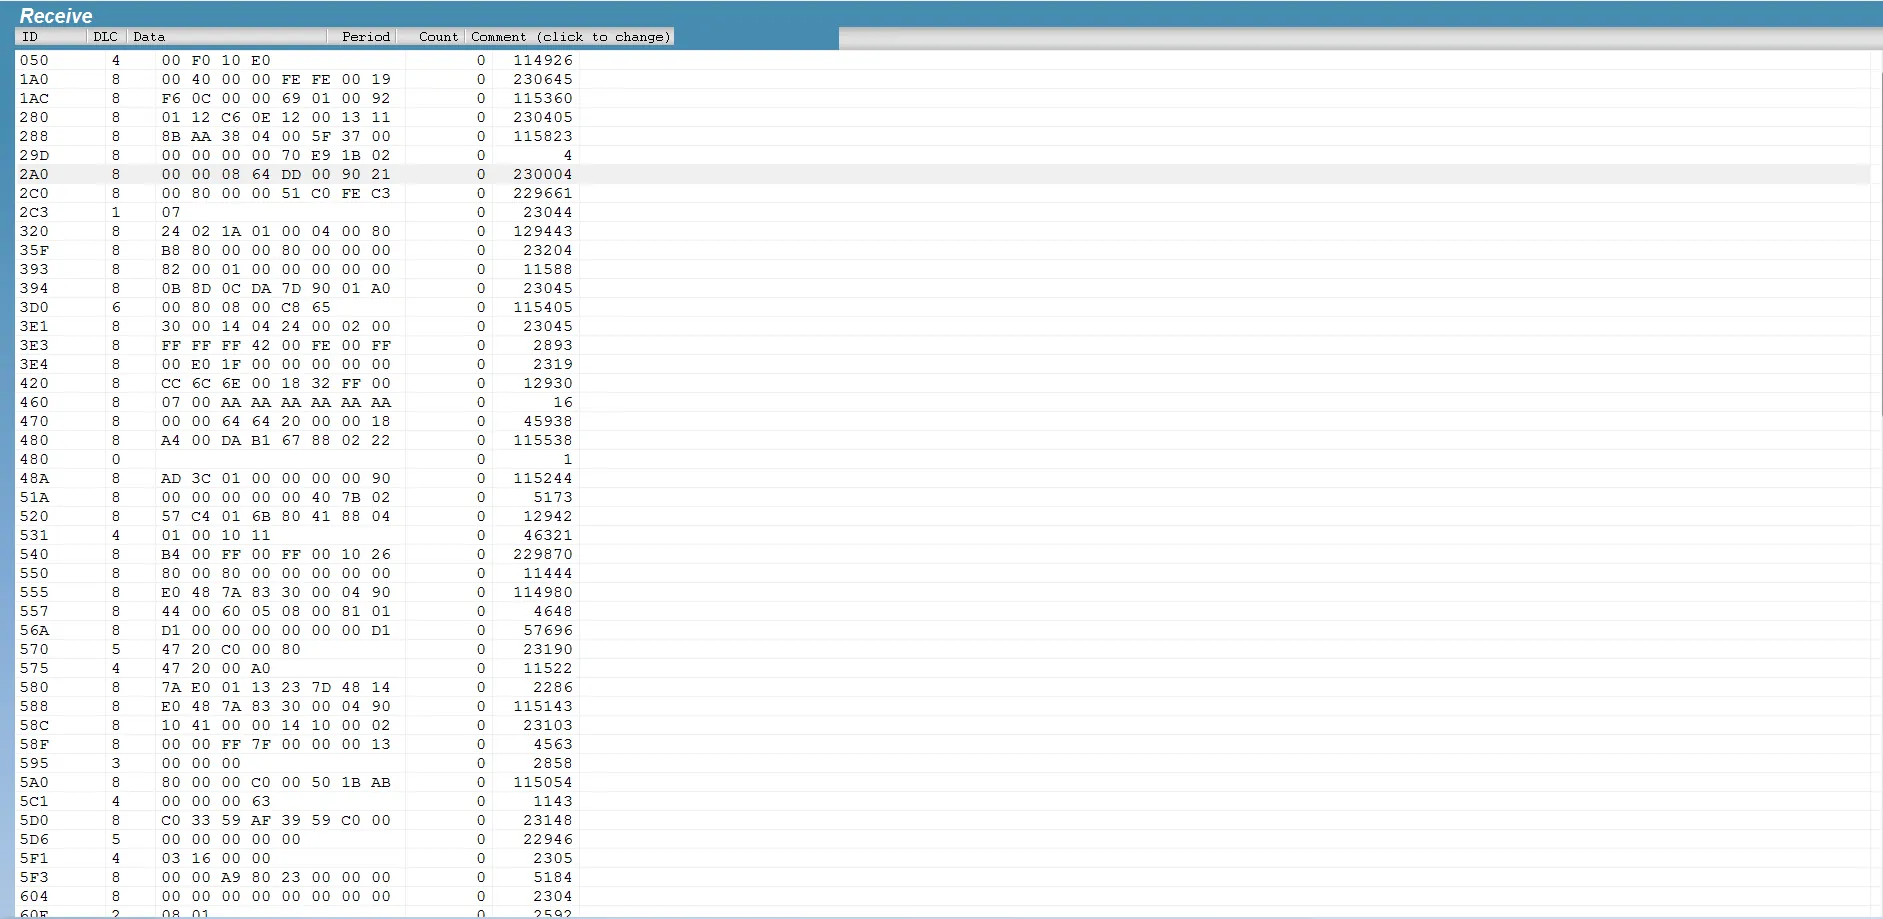 Receive
ID DLC Data Period Count Comment (click to change)
050 4 00 F0 10 E0 0 114926
1A0 8 00 40 00 00 FE FE 00 19 0 230645
1AC 8 F6 0C 00 00 69 01 00 92 0 115360
280 8 01 12 C6 0E 12 00 13 11 0 230405
288 8 8B AA 38 04 00 5F 37 00 0 115823
29D 8 00 00 00 00 70 E9 1B 02 0 4
2A0 8 00 00 08 64 DD 00 90 21 0 230004
2C0 8 00 80 00 00 51 C0 FE C3 0 229661
2C3 1 07 0 23044
320 8 24 02 1A 01 00 04 00 80 0 129443
35F 8 B8 80 00 00 80 00 00 00 0 23204
393 8 82 00 01 00 00 00 00 00 0 11588
394 8 0B 8D 0C DA 7D 90 01 A0 0 23045
3D0 6 00 80 08 00 C8 65 0 115405
3E1 8 30 00 14 04 24 00 02 00 0 23045
3E3 8 FF FF FF 42 00 FE 00 FF 0 2893
3E4 8 00 E0 1F 00 00 00 00 00 0 2319
420 8 CC 6C 6E 00 18 32 FF 00 0 12930
460 8 07 00 AA AA AA AA AA AA 0 16
470 8 00 00 64 64 20 00 00 18 0 45938
480 8 A4 00 DA B1 67 88 02 22 0 115538
480 0 0 1
48A 8 AD 3C 01 00 00 00 00 90 0 115244
51A 8 00 00 00 00 00 40 7B 02 0 5173
520 8 57 C4 01 6B 80 41 88 04 0 12942
531 4 01 00 10 11 0 46321
540 8 B4 00 FF 00 FF 00 10 26 0 229870
550 8 80 00 80 00 00 00 00 00 0 11444
555 8 E0 48 7A 83 30 00 04 90 0 114980
557 8 44 00 60 05 08 00 81 01 0 4648
56A 8 D1 00 00 00 00 00 00 D1 0 57696
570 5 47 20 C0 00 80 0 23190
575 4 47 20 00 A0 0 11522
580 8 7A E0 01 13 23 7D 48 14 0 2286
588 8 E0 48 7A 83 30 00 04 90 0 115143
58C 8 10 41 00 00 14 10 00 02 0 23103
58F 8 00 00 FF 7F 00 00 00 13 0 4563
595 3 00 00 00 0 2858
5A0 8 80 00 00 C0 00 50 1B AB 0 115054
5C1 4 00 00 00 63 0 1143
5D0 8 C0 33 59 AF 39 59 C0 00 0 23148
5D6 5 00 00 00 00 00 0 22946
5F1 4 03 16 00 00 0 2305
5F3 8 00 00 A9 80 23 00 00 00 0 5184
604 8 00 00 00 00 00 00 00 00 0 2304
2 08 01 0 2592